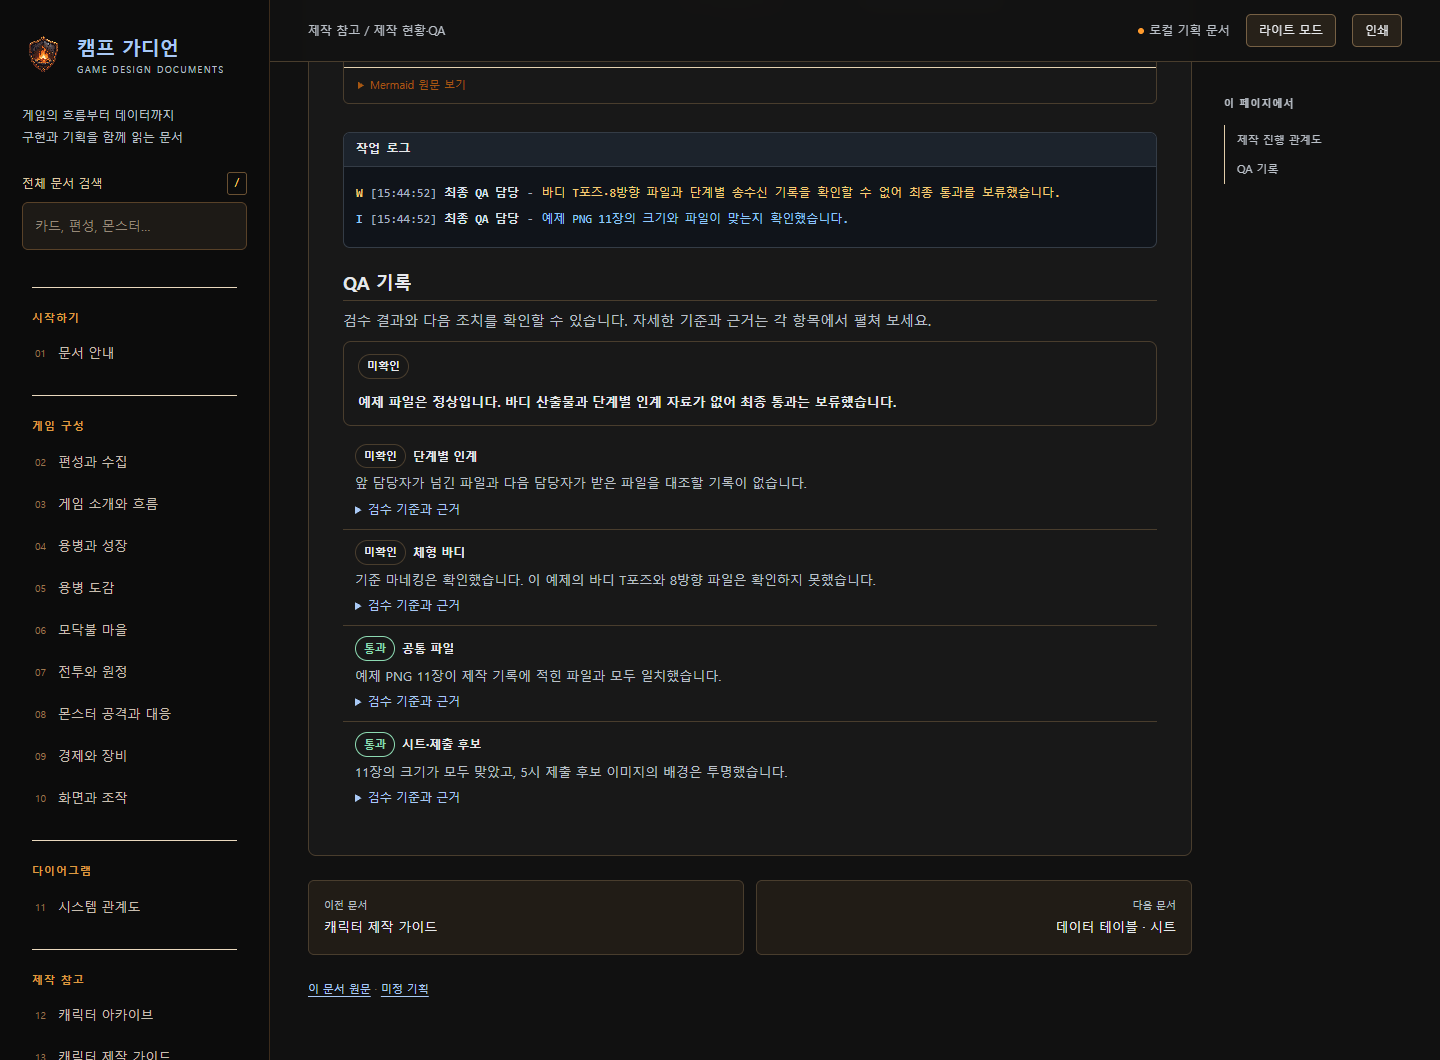 캠프 가디언
GAME DESIGN DOCUMENTS
게임의 흐름부터 데이터까지
구현과 기획을 함께 읽는 문서
전체 문서 검색
/
카드, 편성, 몬스터...
시작하기
01 문서 안내
게임 구성
02 편성과 수집
03 게임 소개와 흐름
04 용병과 성장
05 용병 도감
06 모닥불 마을
07 전투와 원정
08 몬스터 공격과 대응
09 경제와 장비
10 화면과 조작
다이어그램
11 시스템 관계도
제작 참고
12 캐릭터 아카이브
13 캐릭터 제작 가이드
제작 참고 / 제작 현황·QA
로컬 기획 문서
라이트 모드
인쇄
▶ Mermaid 원문 보기
작업 로그
W [15:44:52] 최종 QA 담당 - 바디 T포즈·8방향 파일과 단계별 송수신 기록을 확인할 수 없어 최종 통과를 보류했습니다.
I [15:44:52] 최종 QA 담당 - 예제 PNG 11장의 크기와 파일이 맞는지 확인했습니다.
QA 기록
검수 결과와 다음 조치를 확인할 수 있습니다. 자세한 기준과 근거는 각 항목에서 펼쳐 보세요.
미확인
예제 파일은 정상입니다. 바디 산출물과 단계별 인계 자료가 없어 최종 통과는 보류했습니다.
미확인 단계별 인계
앞 담당자가 넘긴 파일과 다음 담당자가 받은 파일을 대조할 기록이 없습니다.
▶ 검수 기준과 근거
미확인 체형 바디
기준 마네킹은 확인했습니다. 이 예제의 바디 T포즈와 8방향 파일은 확인하지 못했습니다.
▶ 검수 기준과 근거
통과 공통 파일
예제 PNG 11장이 제작 기록에 적힌 파일과 모두 일치했습니다.
▶ 검수 기준과 근거
통과 시트·제출 후보
11장의 크기가 모두 맞았고, 5시 제출 후보 이미지의 배경은 투명했습니다.
▶ 검수 기준과 근거
이전 문서
캐릭터 제작 가이드
다음 문서
데이터 테이블 · 시트
이 문서 원문 · 미정 기획
이 페이지에서
제작 진행 관계도
QA 기록